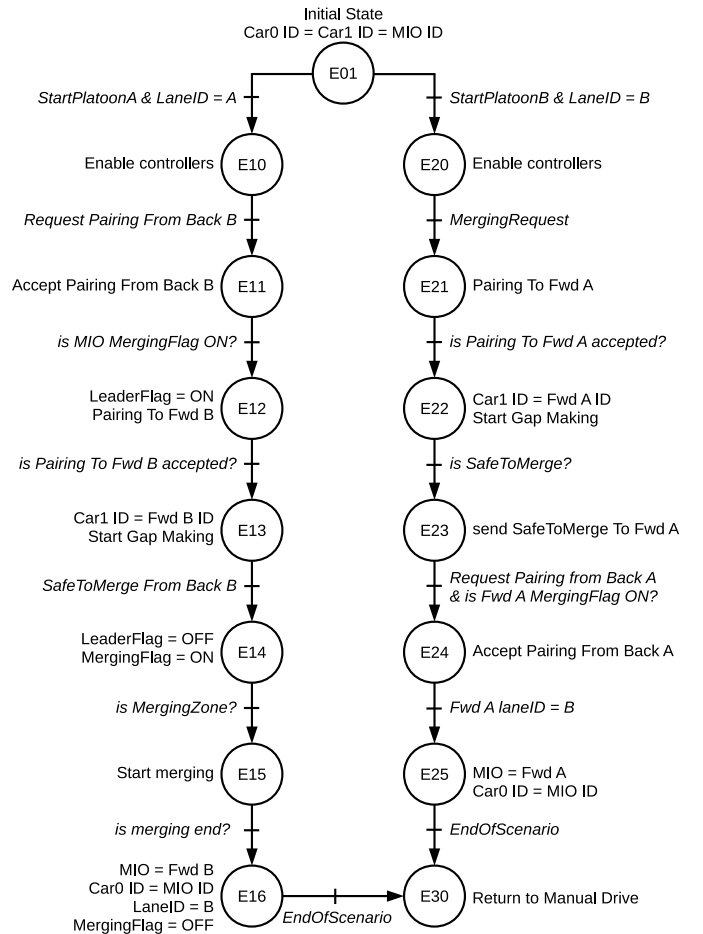 Initial State
Car0 ID = Car1 ID = MIO ID
E01
StartPlatoonA & LaneID = A
StartPlatoonB & LaneID = B
Enable controllers
E10
E20
Enable controllers
Request Pairing From Back B
MergingRequest
Accept Pairing From Back B
E11
E21
Pairing To Fwd A
is MIO MergingFlag ON?
is Pairing To Fwd A accepted?
LeaderFlag = ON
Pairing To Fwd B
E12
E22
Car1 ID = Fwd A ID
Start Gap Making
is Pairing To Fwd B accepted?
is SafeToMerge?
Car1 ID = Fwd B ID
Start Gap Making
E13
E23
send SafeToMerge To Fwd A
SafeToMerge From Back B
Request Pairing from Back A
& is Fwd A MergingFlag ON?
LeaderFlag = OFF
MergingFlag = ON
E14
E24
Accept Pairing From Back A
is MergingZone?
Fwd A laneID = B
Start merging
E15
E25
MIO = Fwd A
Car0 ID = MIO ID
is merging end?
EndOfScenario
MIO = Fwd B
Car0 ID = MIO ID
LaneID = B
MergingFlag = OFF
E16
EndOfScenario
E30
Return to Manual Drive